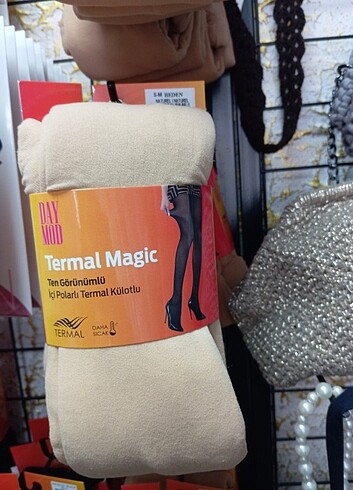 S-M BEDEN
DAY
MOD
Termal Magic
Ten Görünümlü
İçi Polarlı Termal Külotlu
TERMAL
DAHA
SICAK